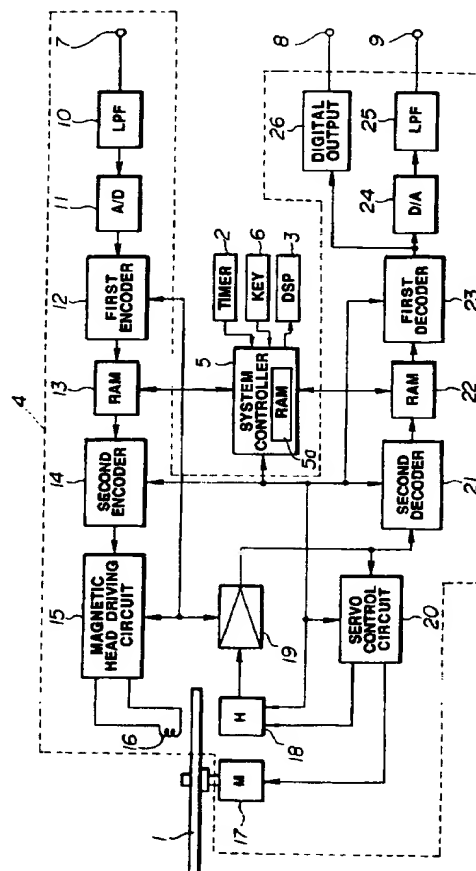 4
7
10
LPF
11
A/D
12
FIRST
ENCODER
13
RAM
14
SECOND
ENCODER
15
MAGNETIC
HEAD DRIVING
CIRCUIT
16
1
2
TIMER
6
KEY
3
DSP
5
SYSTEM
CONTROLLER
RAM
5a
8
26
DIGITAL
OUTPUT
9
25
LPF
24
D/A
23
FIRST
DECODER
22
RAM
21
SECOND
DECODER
19
18
H
20
SERVO
CONTROL
CIRCUIT
17
M